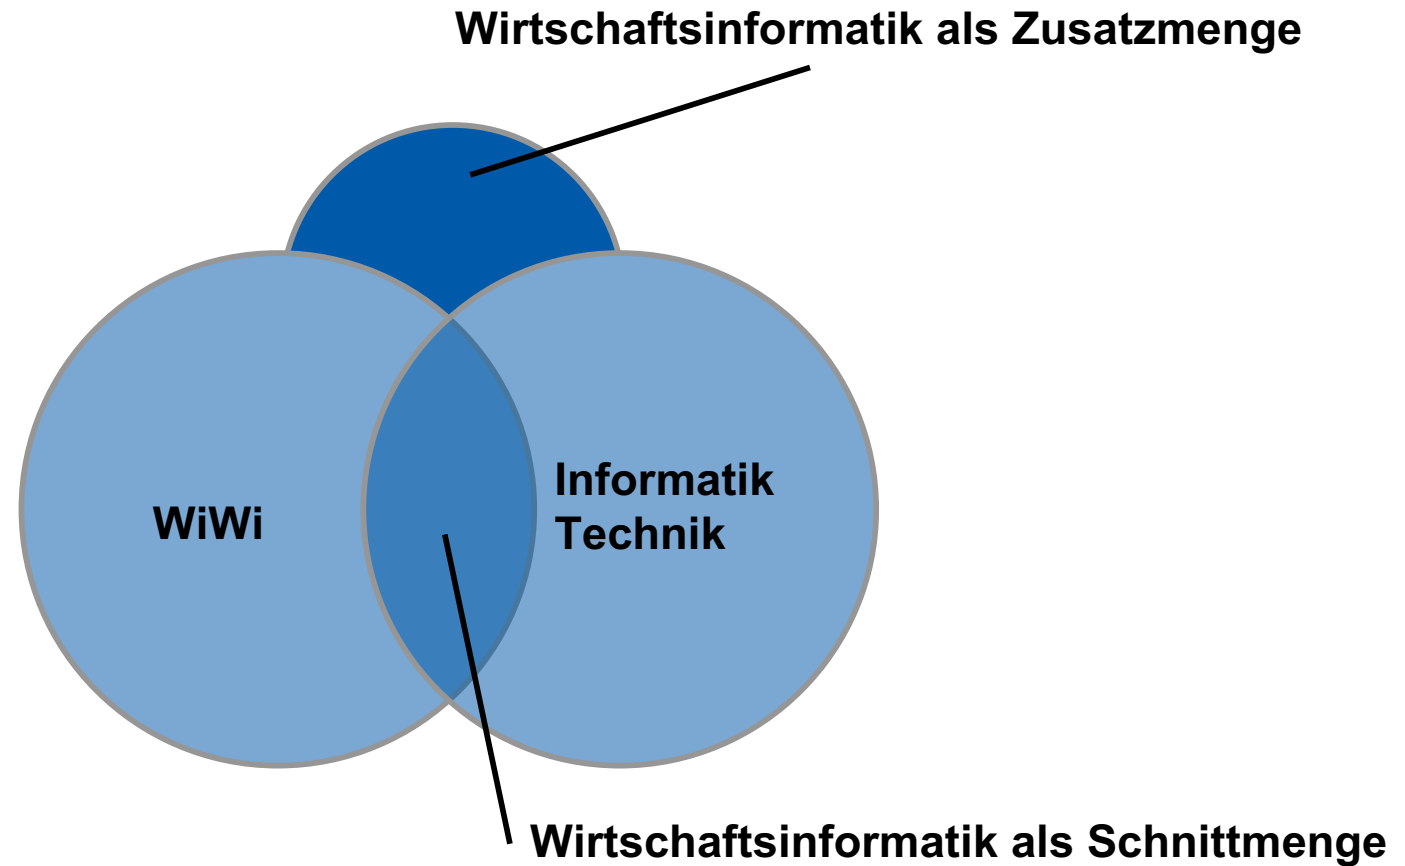 Wirtschaftsinformatik als Zusatzmenge
WiWi
Informatik
Technik
Wirtschaftsinformatik als Schnittmenge